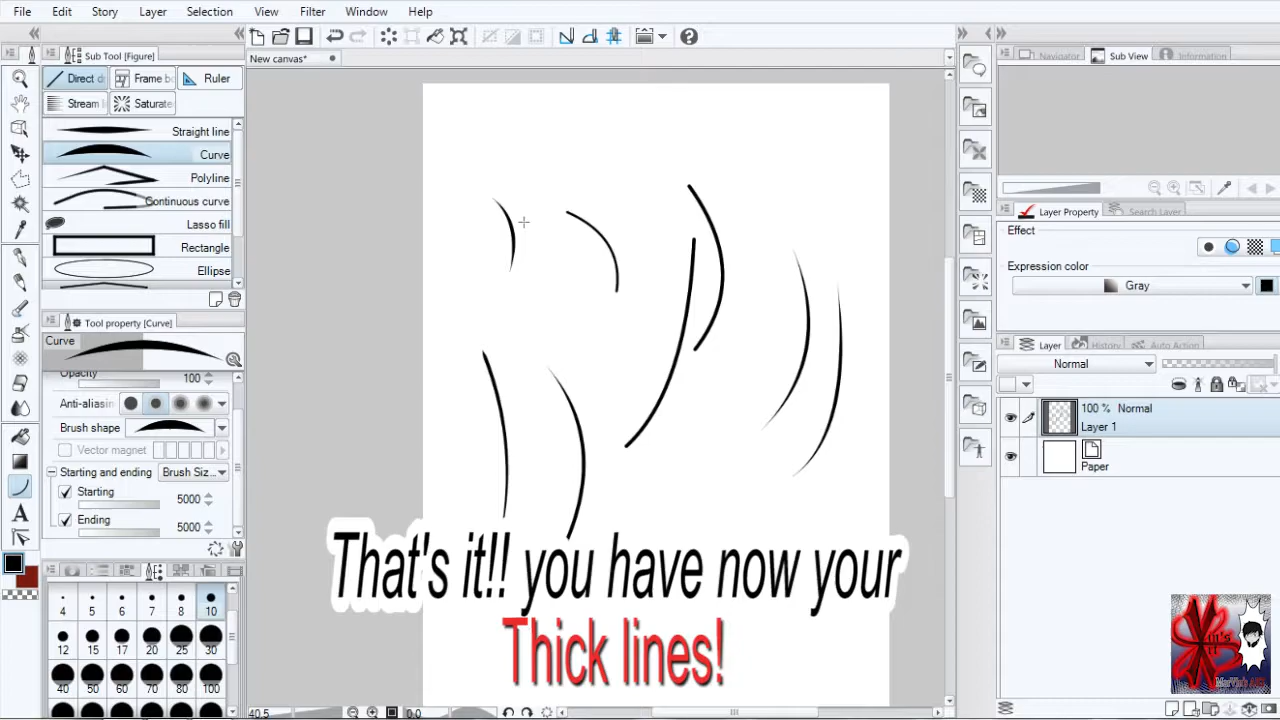 File Edit Story Layer Selection View Filter Window Help
Sub Tool [Figure]
New canvas*
Navigator Sub View Information
Direct d Frame bo Ruler
Stream l Saturate
Straight line
Curve
Polyline
Continuous curve
Lasso fill
Rectangle
Ellipse
Layer Property Search Layer
Effect
Expression color
Gray
Tool property [Curve]
Curve
Opacity 100
Anti-aliasin
Brush shape
Vector magnet
Starting and ending Brush Siz...
Starting 5000
Ending 5000
Layer History Auto Action
Normal
100 % Normal
Layer 1
Paper
4 5 6 7 8 10
12 15 17 20 25 30
40 50 60 70 80 100
That's it!! you have now your
Thick lines!
40.5 0.0